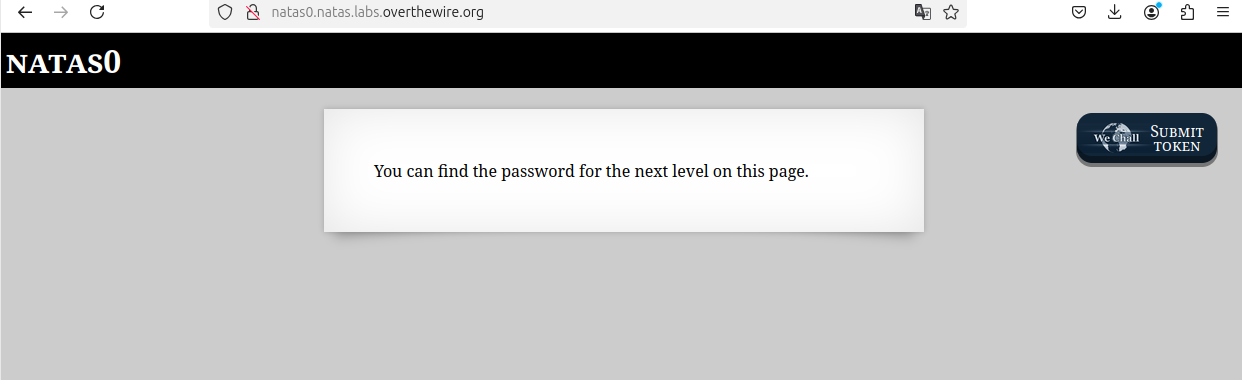 natas0.natas.labs.overthewire.org
NATAS0
You can find the password for the next level on this page.
We Chall
SUBMIT
TOKEN